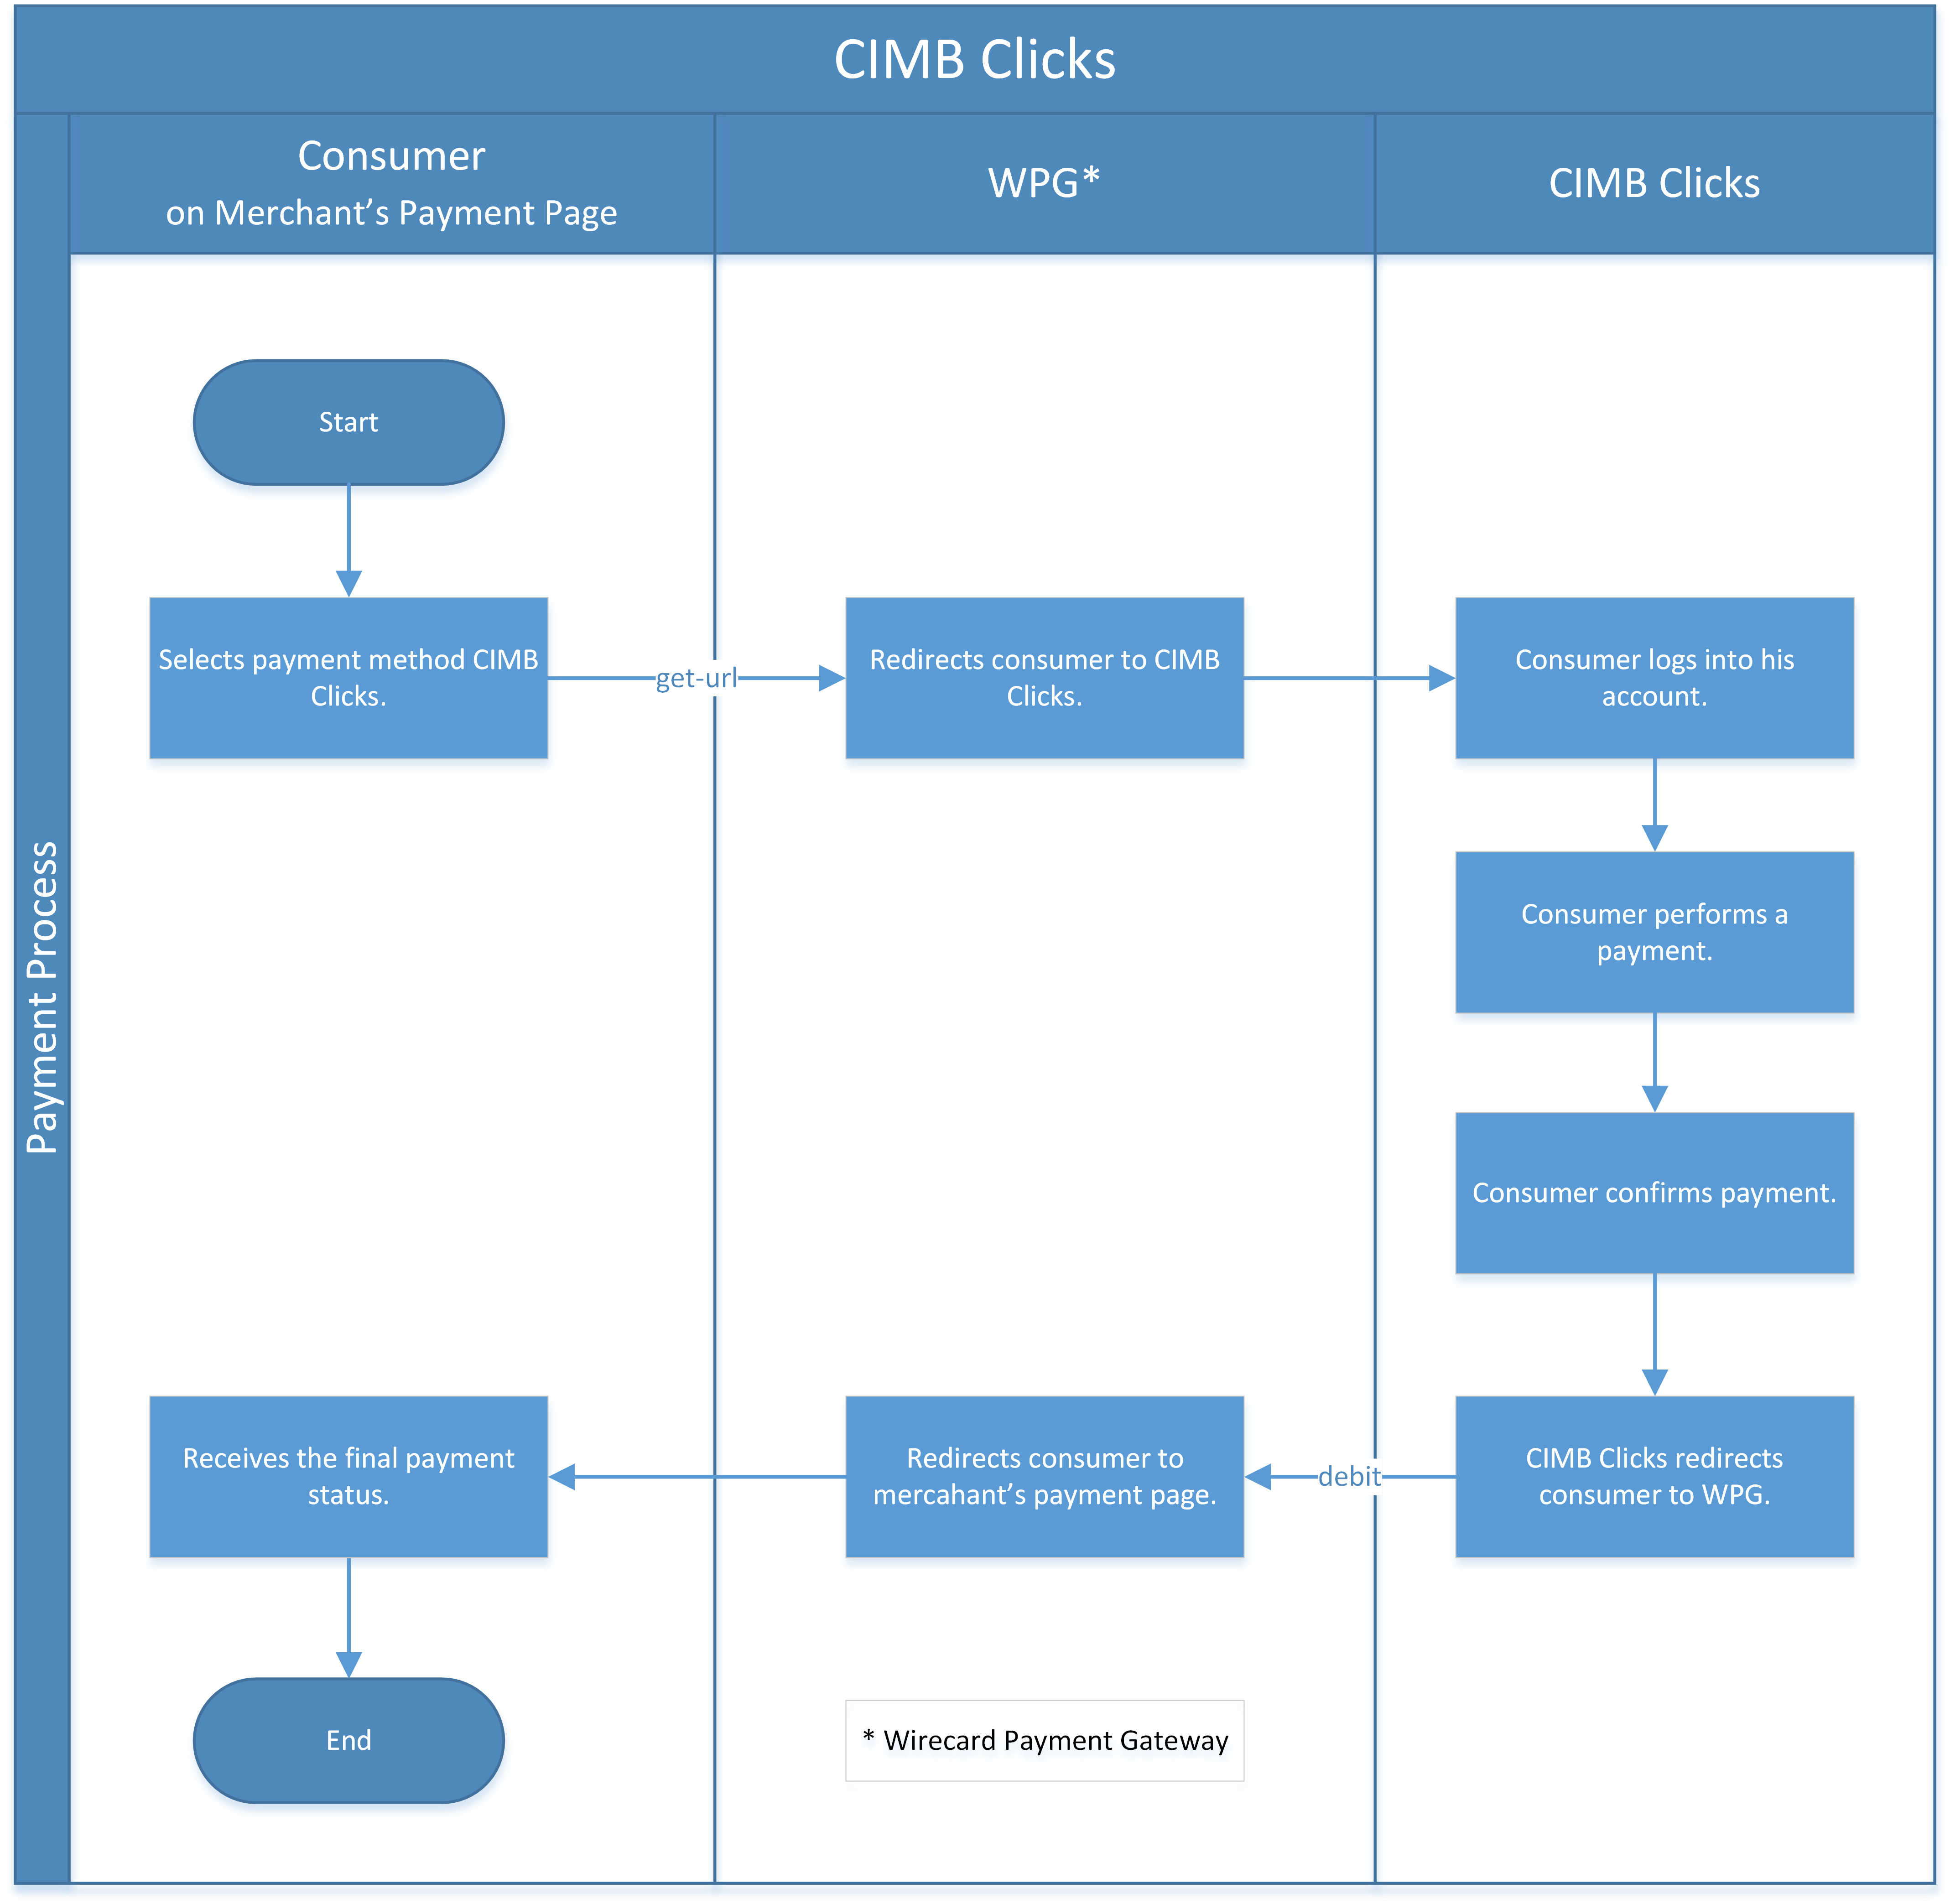 CIMB Clicks
Consumer
on Merchant’s Payment Page
WPG*
CIMB Clicks
Payment Process
Start
Selects payment method CIMB
Clicks.
get-url
Redirects consumer to CIMB
Clicks.
Consumer logs into his
account.
Consumer performs a
payment.
Consumer confirms payment.
CIMB Clicks redirects
consumer to WPG.
debit
Redirects consumer to
mercahant’s payment page.
Receives the final payment
status.
End
* Wirecard Payment Gateway